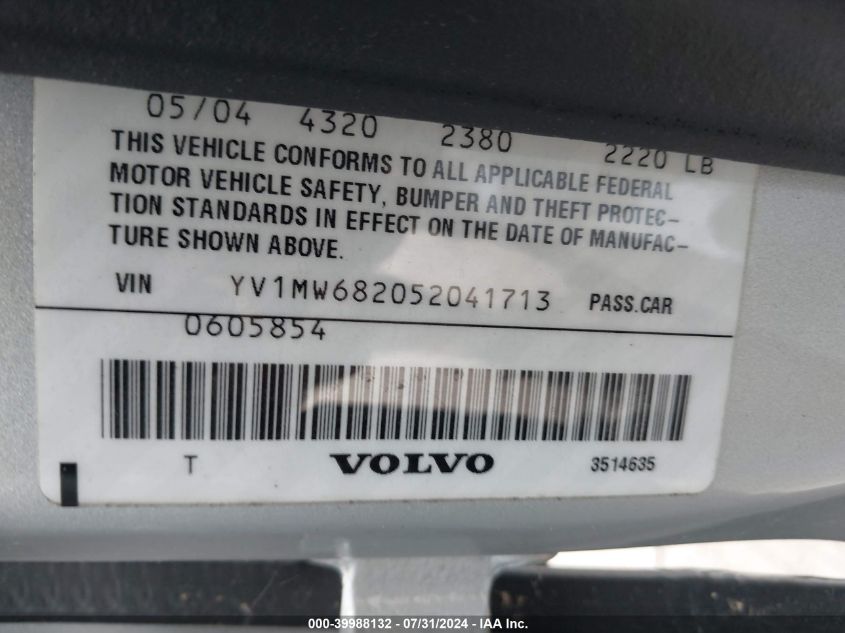 05/04 4320 2380 2220 LB
THIS VEHICLE CONFORMS TO ALL APPLICABLE FEDERAL
MOTOR VEHICLE SAFETY, BUMPER AND THEFT PROTEC-
TION STANDARDS IN EFFECT ON THE DATE OF MANUFAC-
TURE SHOWN ABOVE.
VIN YV1MW682052041713 PASS.CAR
0605854
T VOLVO 3514635
000-39988132 - 07/31/2024 - IAA Inc.